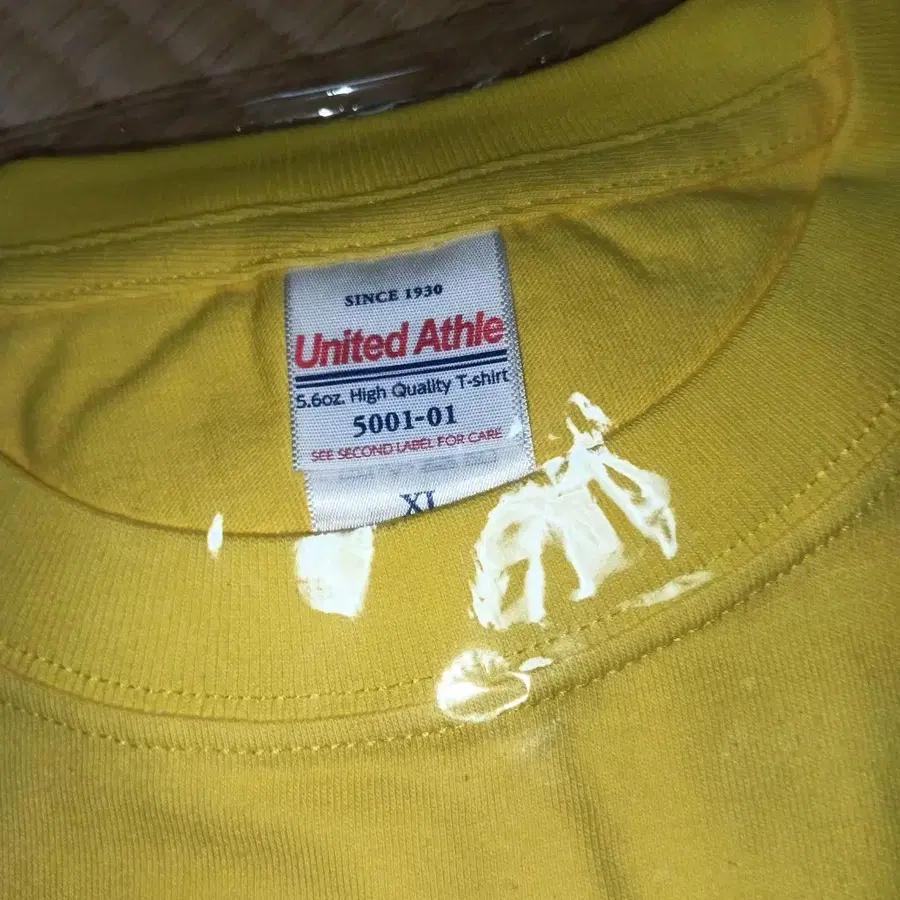 SINCE 1930
United Athle
5.6oz. High Quality T-shirt
5001-01
SEE SECOND LABEL FOR CARE
XL